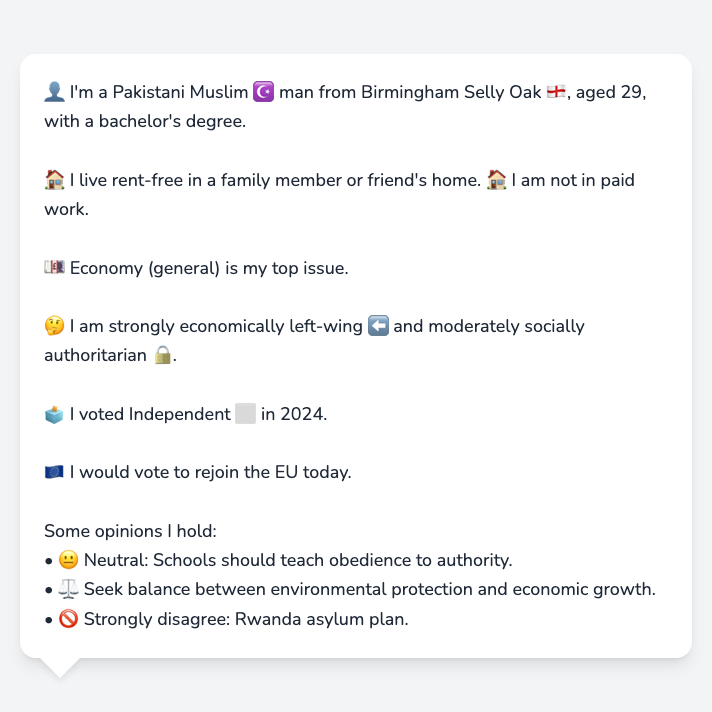 👤 I'm a Pakistani Muslim ☪️ man from Birmingham Selly Oak 🏴󠁧󠁢󠁥󠁮󠁧󠁿, aged 29,
with a bachelor's degree.
🏠 I live rent-free in a family member or friend's home. 🏠 I am not in paid
work.
💷 Economy (general) is my top issue.
🤔 I am strongly economically left-wing ⬅️ and moderately socially
authoritarian 🔒.
🗳️ I voted Independent ⬜ in 2024.
🇪🇺 I would vote to rejoin the EU today.
Some opinions I hold:
• 😐 Neutral: Schools should teach obedience to authority.
• ⚖️ Seek balance between environmental protection and economic growth.
• 🚫 Strongly disagree: Rwanda asylum plan.